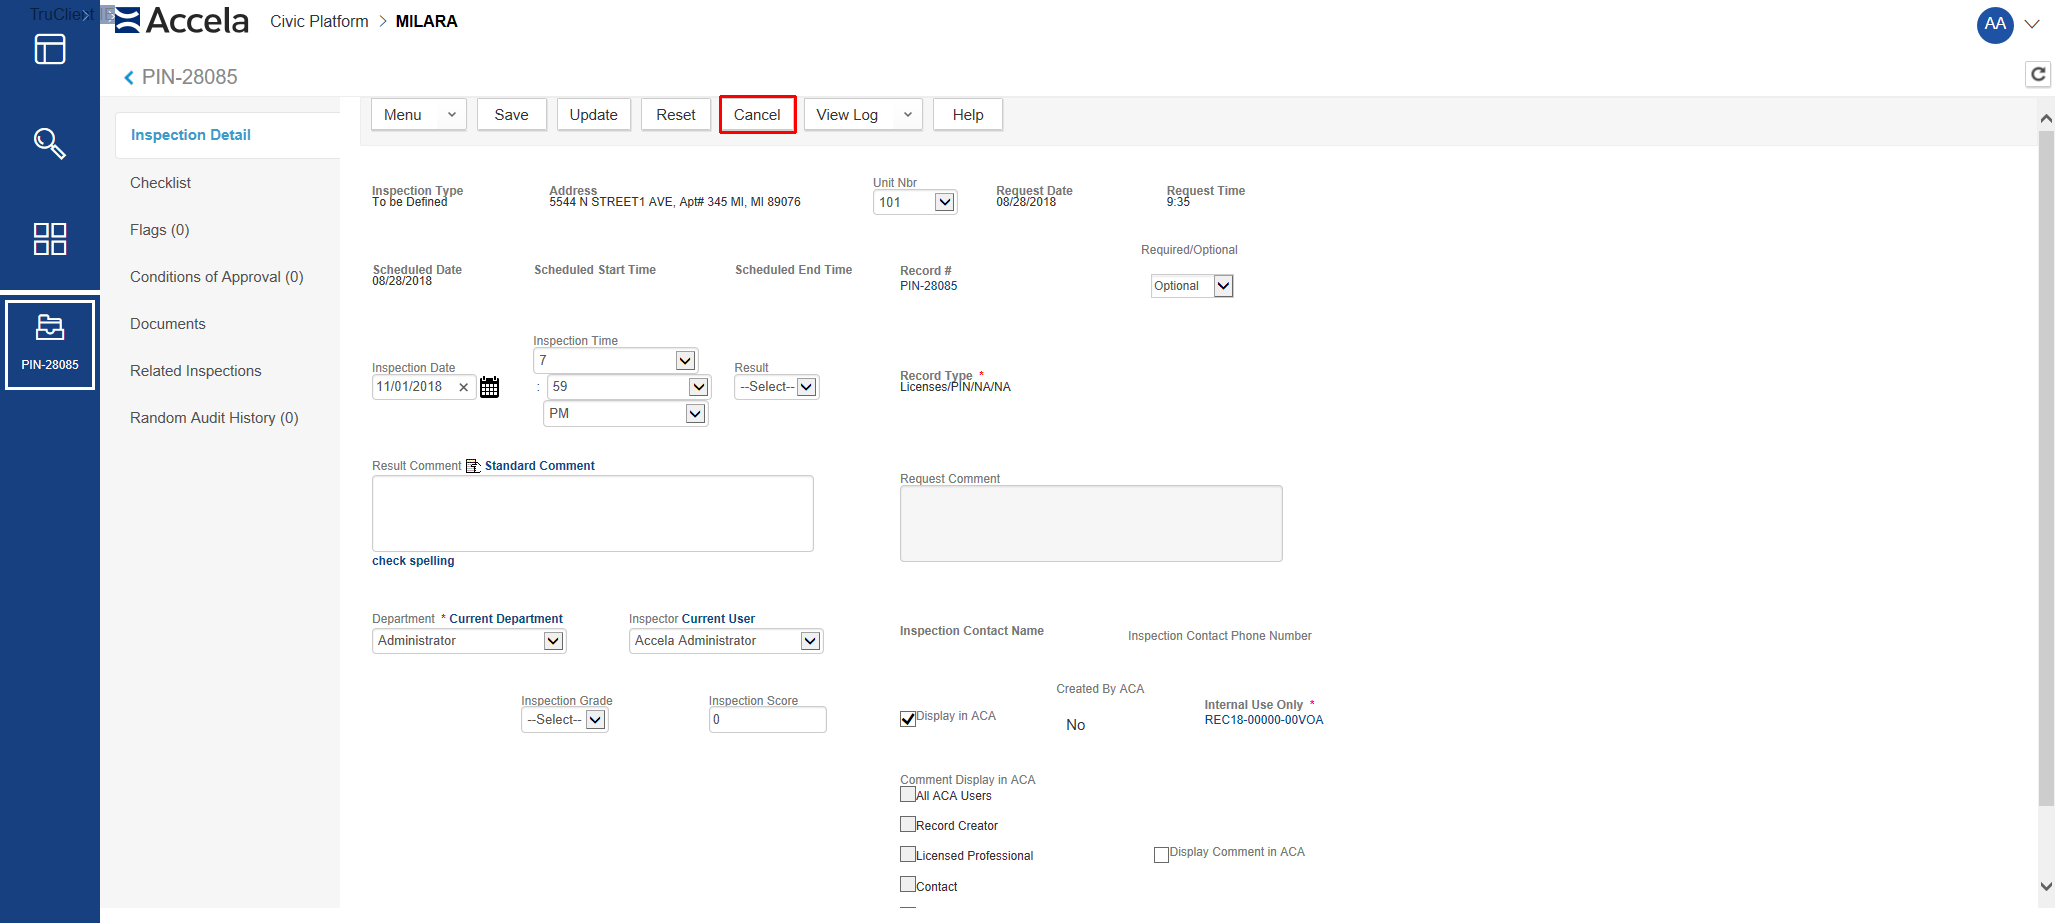 TruClient
Accela
Civic Platform > MILARA
AA
PIN-28085
Inspection Detail
Checklist
Flags (0)
Conditions of Approval (0)
Documents
Related Inspections
Random Audit History (0)
PIN-28085
Menu Save Update Reset Cancel View Log Help
Inspection Type
To be Defined
Address
5544 N STREET1 AVE, Apt# 345 MI, MI 89076
Unit Nbr
101
Request Date
08/28/2018
Request Time
9:35
Scheduled Date
08/28/2018
Scheduled Start Time
Scheduled End Time
Record #
PIN-28085
Required/Optional
Optional
Inspection Date
11/01/2018
Inspection Time
7
: 59
PM
Result
--Select--
Record Type *
Licenses/PIN/NA/NA
Result Comment Standard Comment
check spelling
Request Comment
Department * Current Department
Administrator
Inspector Current User
Accela Administrator
Inspection Contact Name
Inspection Contact Phone Number
Inspection Grade
--Select--
Inspection Score
0
Display in ACA
Created By ACA
No
Internal Use Only *
REC18-00000-00VOA
Comment Display in ACA
All ACA Users
Record Creator
Licensed Professional
Display Comment in ACA
Contact